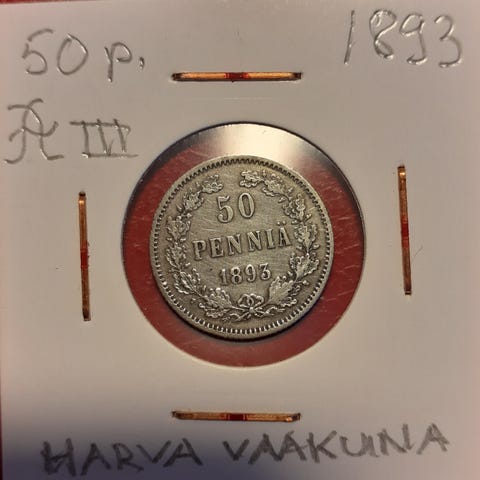 50 p. 1893
A III
50
PENNIÄ
1893
HARVA VAAKUNA